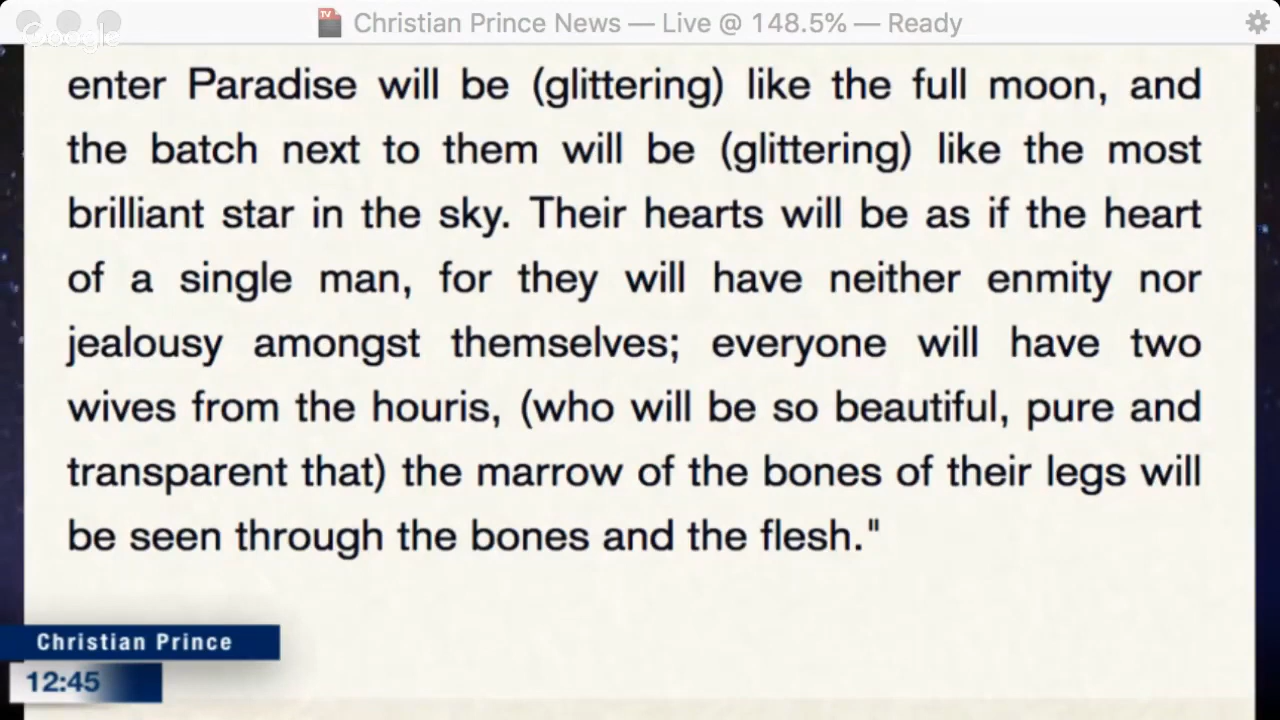 Christian Prince News — Live @ 148.5% — Ready
Google
TV
enter Paradise will be (glittering) like the full moon, and
the batch next to them will be (glittering) like the most
brilliant star in the sky. Their hearts will be as if the heart
of a single man, for they will have neither enmity nor
jealousy amongst themselves; everyone will have two
wives from the houris, (who will be so beautiful, pure and
transparent that) the marrow of the bones of their legs will
be seen through the bones and the flesh."
Christian Prince
12:45